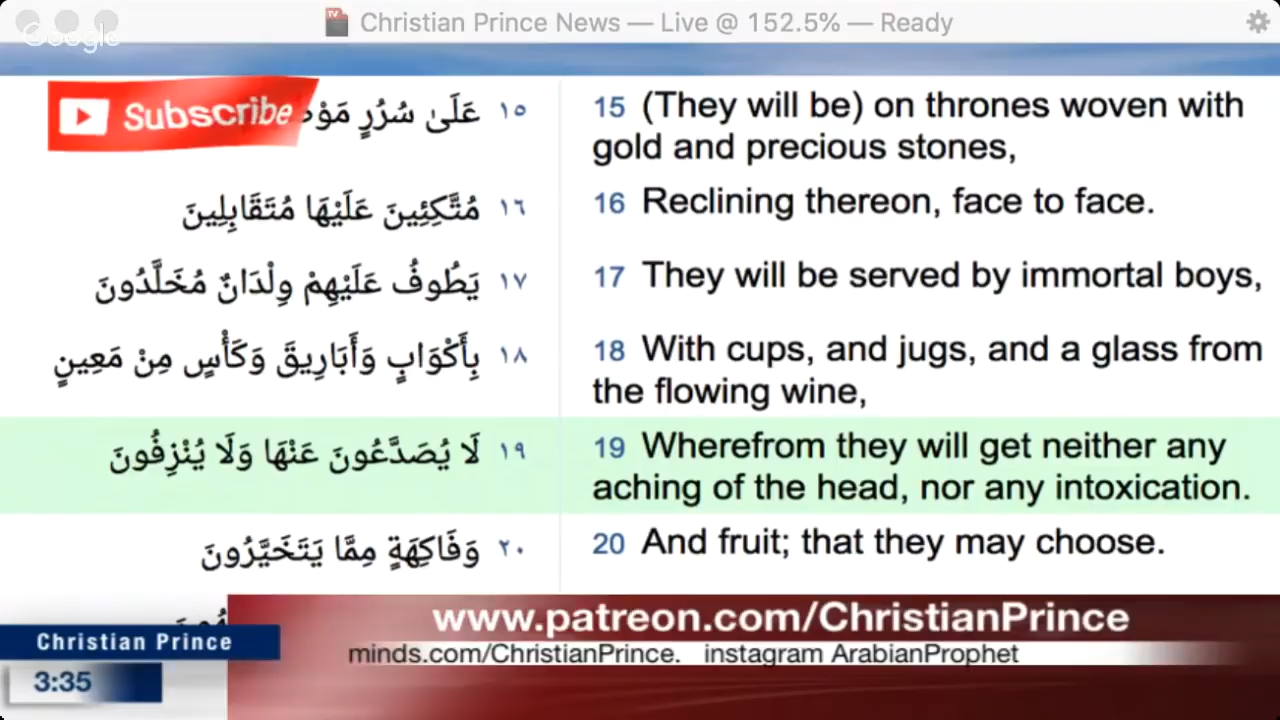 Christian Prince News — Live @ 152.5% — Ready
Google
Subscribe
عَلَىٰ سُرُرٍ ١٥
15 (They will be) on thrones woven with
gold and precious stones,
مُتَّكِئِينَ عَلَيْهَا مُتَقَابِلِينَ ١٦
16 Reclining thereon, face to face.
يَطُوفُ عَلَيْهِمْ وِلْدَانٌ مُخَلَّدُونَ ١٧
17 They will be served by immortal boys,
بِأَكْوَابٍ وَأَبَارِيقَ وَكَأْسٍ مِنْ مَعِينٍ ١٨
18 With cups, and jugs, and a glass from
the flowing wine,
لَا يُصَدَّعُونَ عَنْهَا وَلَا يُنْزِفُونَ ١٩
19 Wherefrom they will get neither any
aching of the head, nor any intoxication.
وَفَاكِهَةٍ مِمَّا يَتَخَيَّرُونَ ٢٠
20 And fruit; that they may choose.
www.patreon.com/ChristianPrince
Christian Prince
minds.com/ChristianPrince. instagram ArabianProphet
3:35